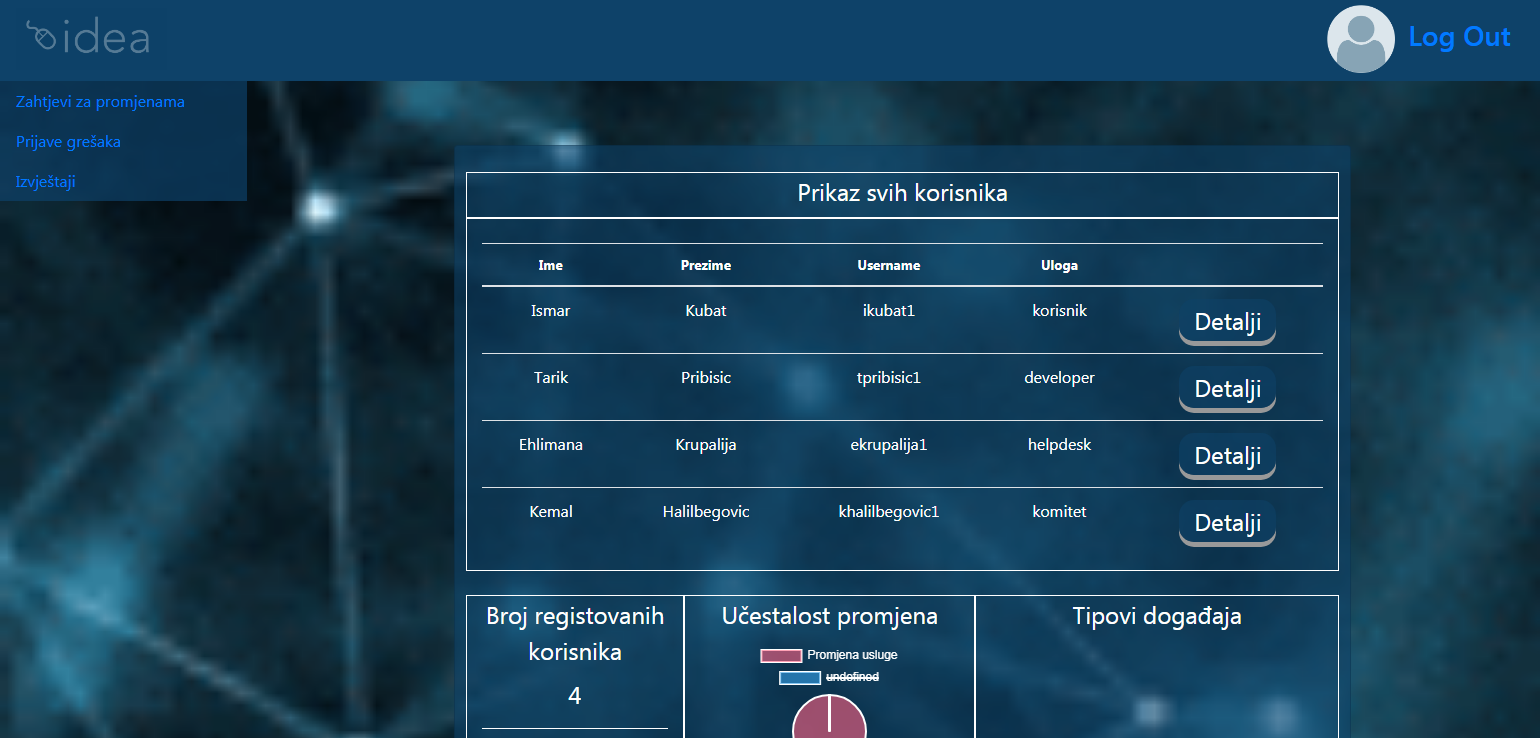 idea
Log Out
Zahtjevi za promjenama
Prijave grešaka
Izvještaji
Prikaz svih korisnika
Ime Prezime Username Uloga
Ismar Kubat ikubat1 korisnik Detalji
Tarik Pribisic tpribisic1 developer Detalji
Ehlimana Krupalija ekrupalija1 helpdesk Detalji
Kemal Halilbegovic khalilbegovic1 komitet Detalji
Broj registovanih
korisnika
4
Učestalost promjena
Promjena usluge
undefined
Tipovi događaja